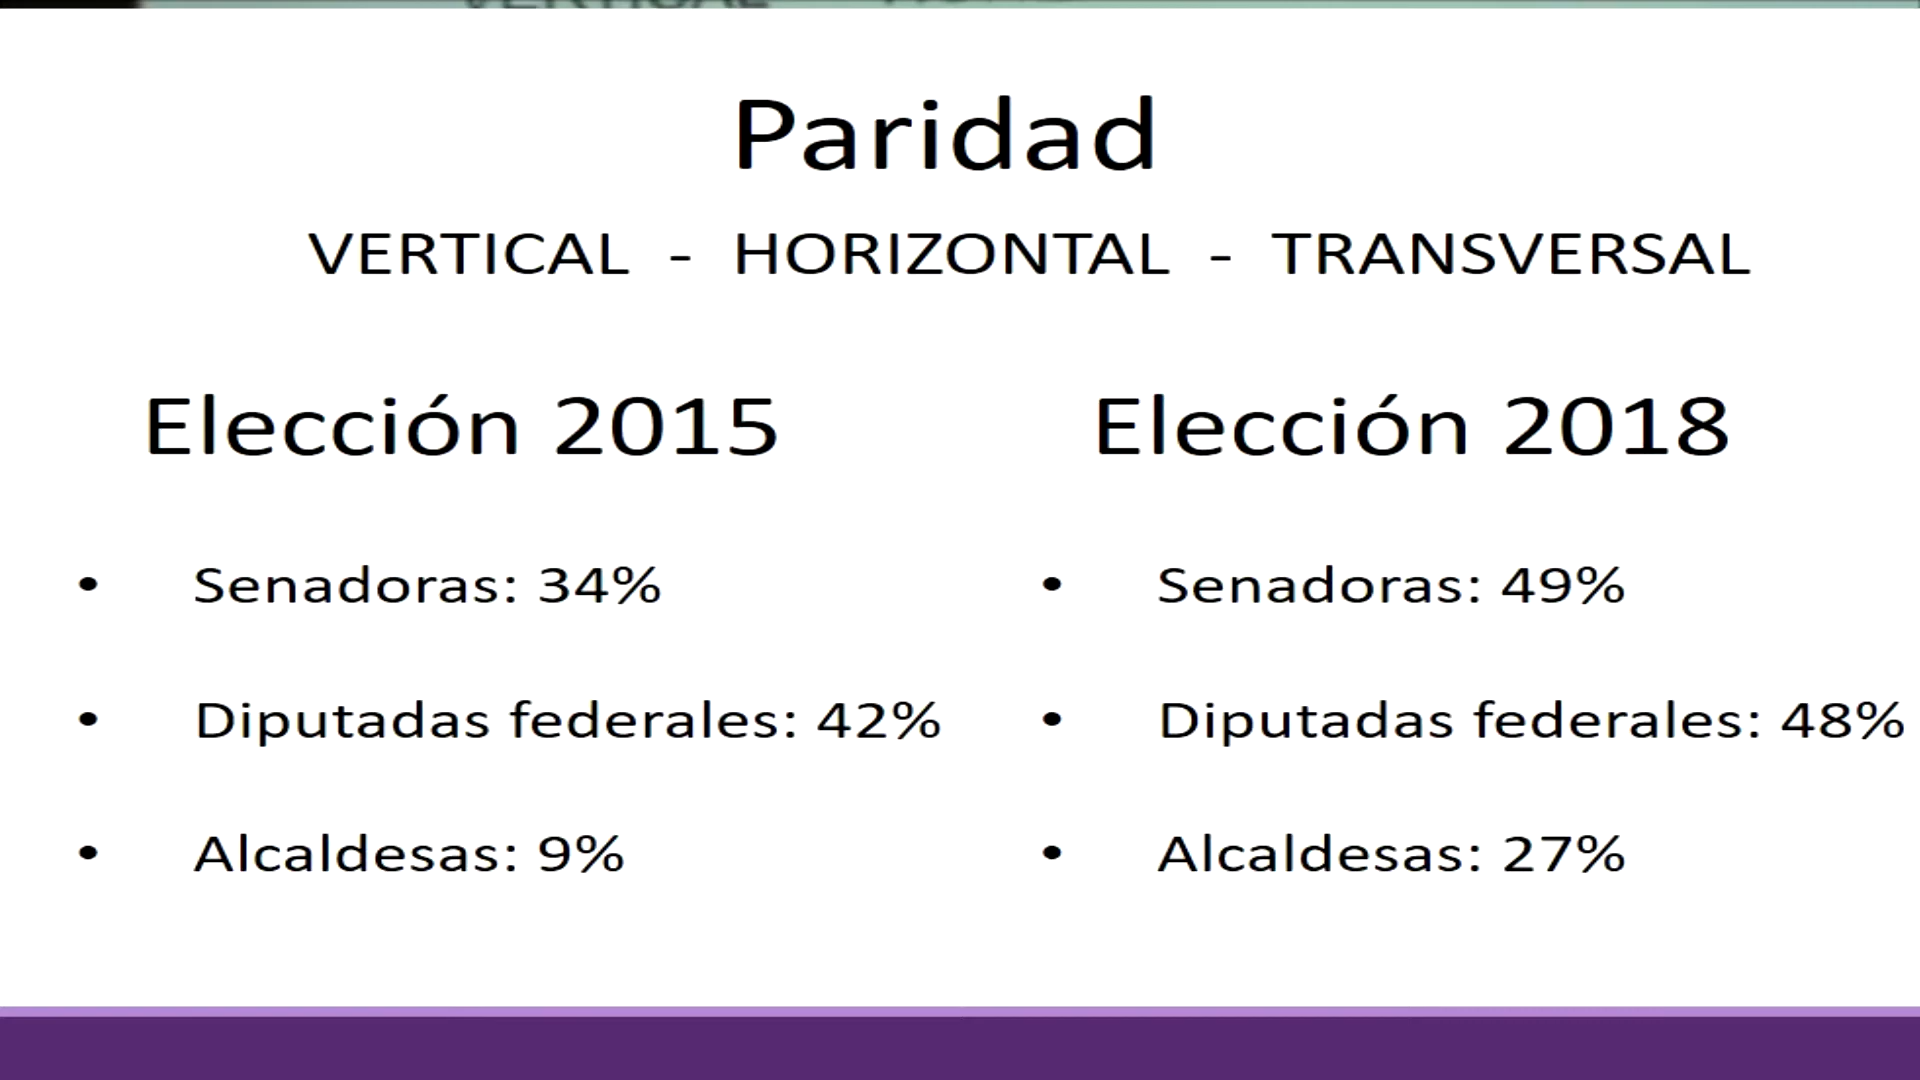 Paridad
VERTICAL - HORIZONTAL - TRANSVERSAL
Elección 2015
• Senadoras: 34%
• Diputadas federales: 42%
• Alcaldesas: 9%
Elección 2018
• Senadoras: 49%
• Diputadas federales: 48%
• Alcaldesas: 27%